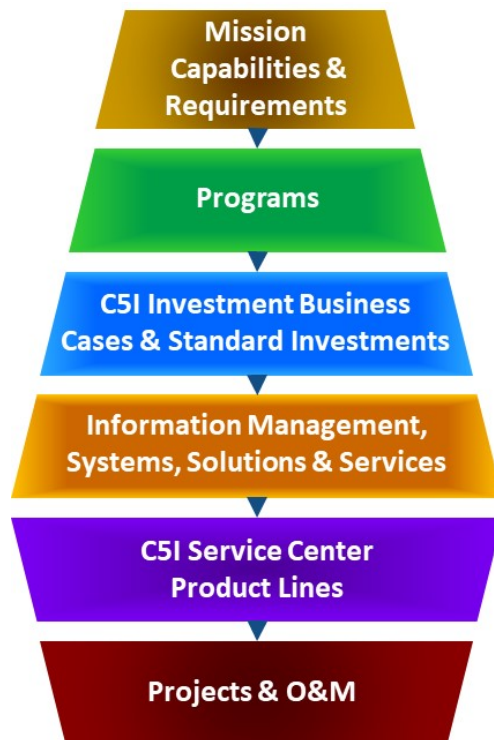 Mission
Capabilities &
Requirements
Programs
C5I Investment Business
Cases & Standard Investments
Information Management,
Systems, Solutions & Services
C5I Service Center
Product Lines
Projects & O&M